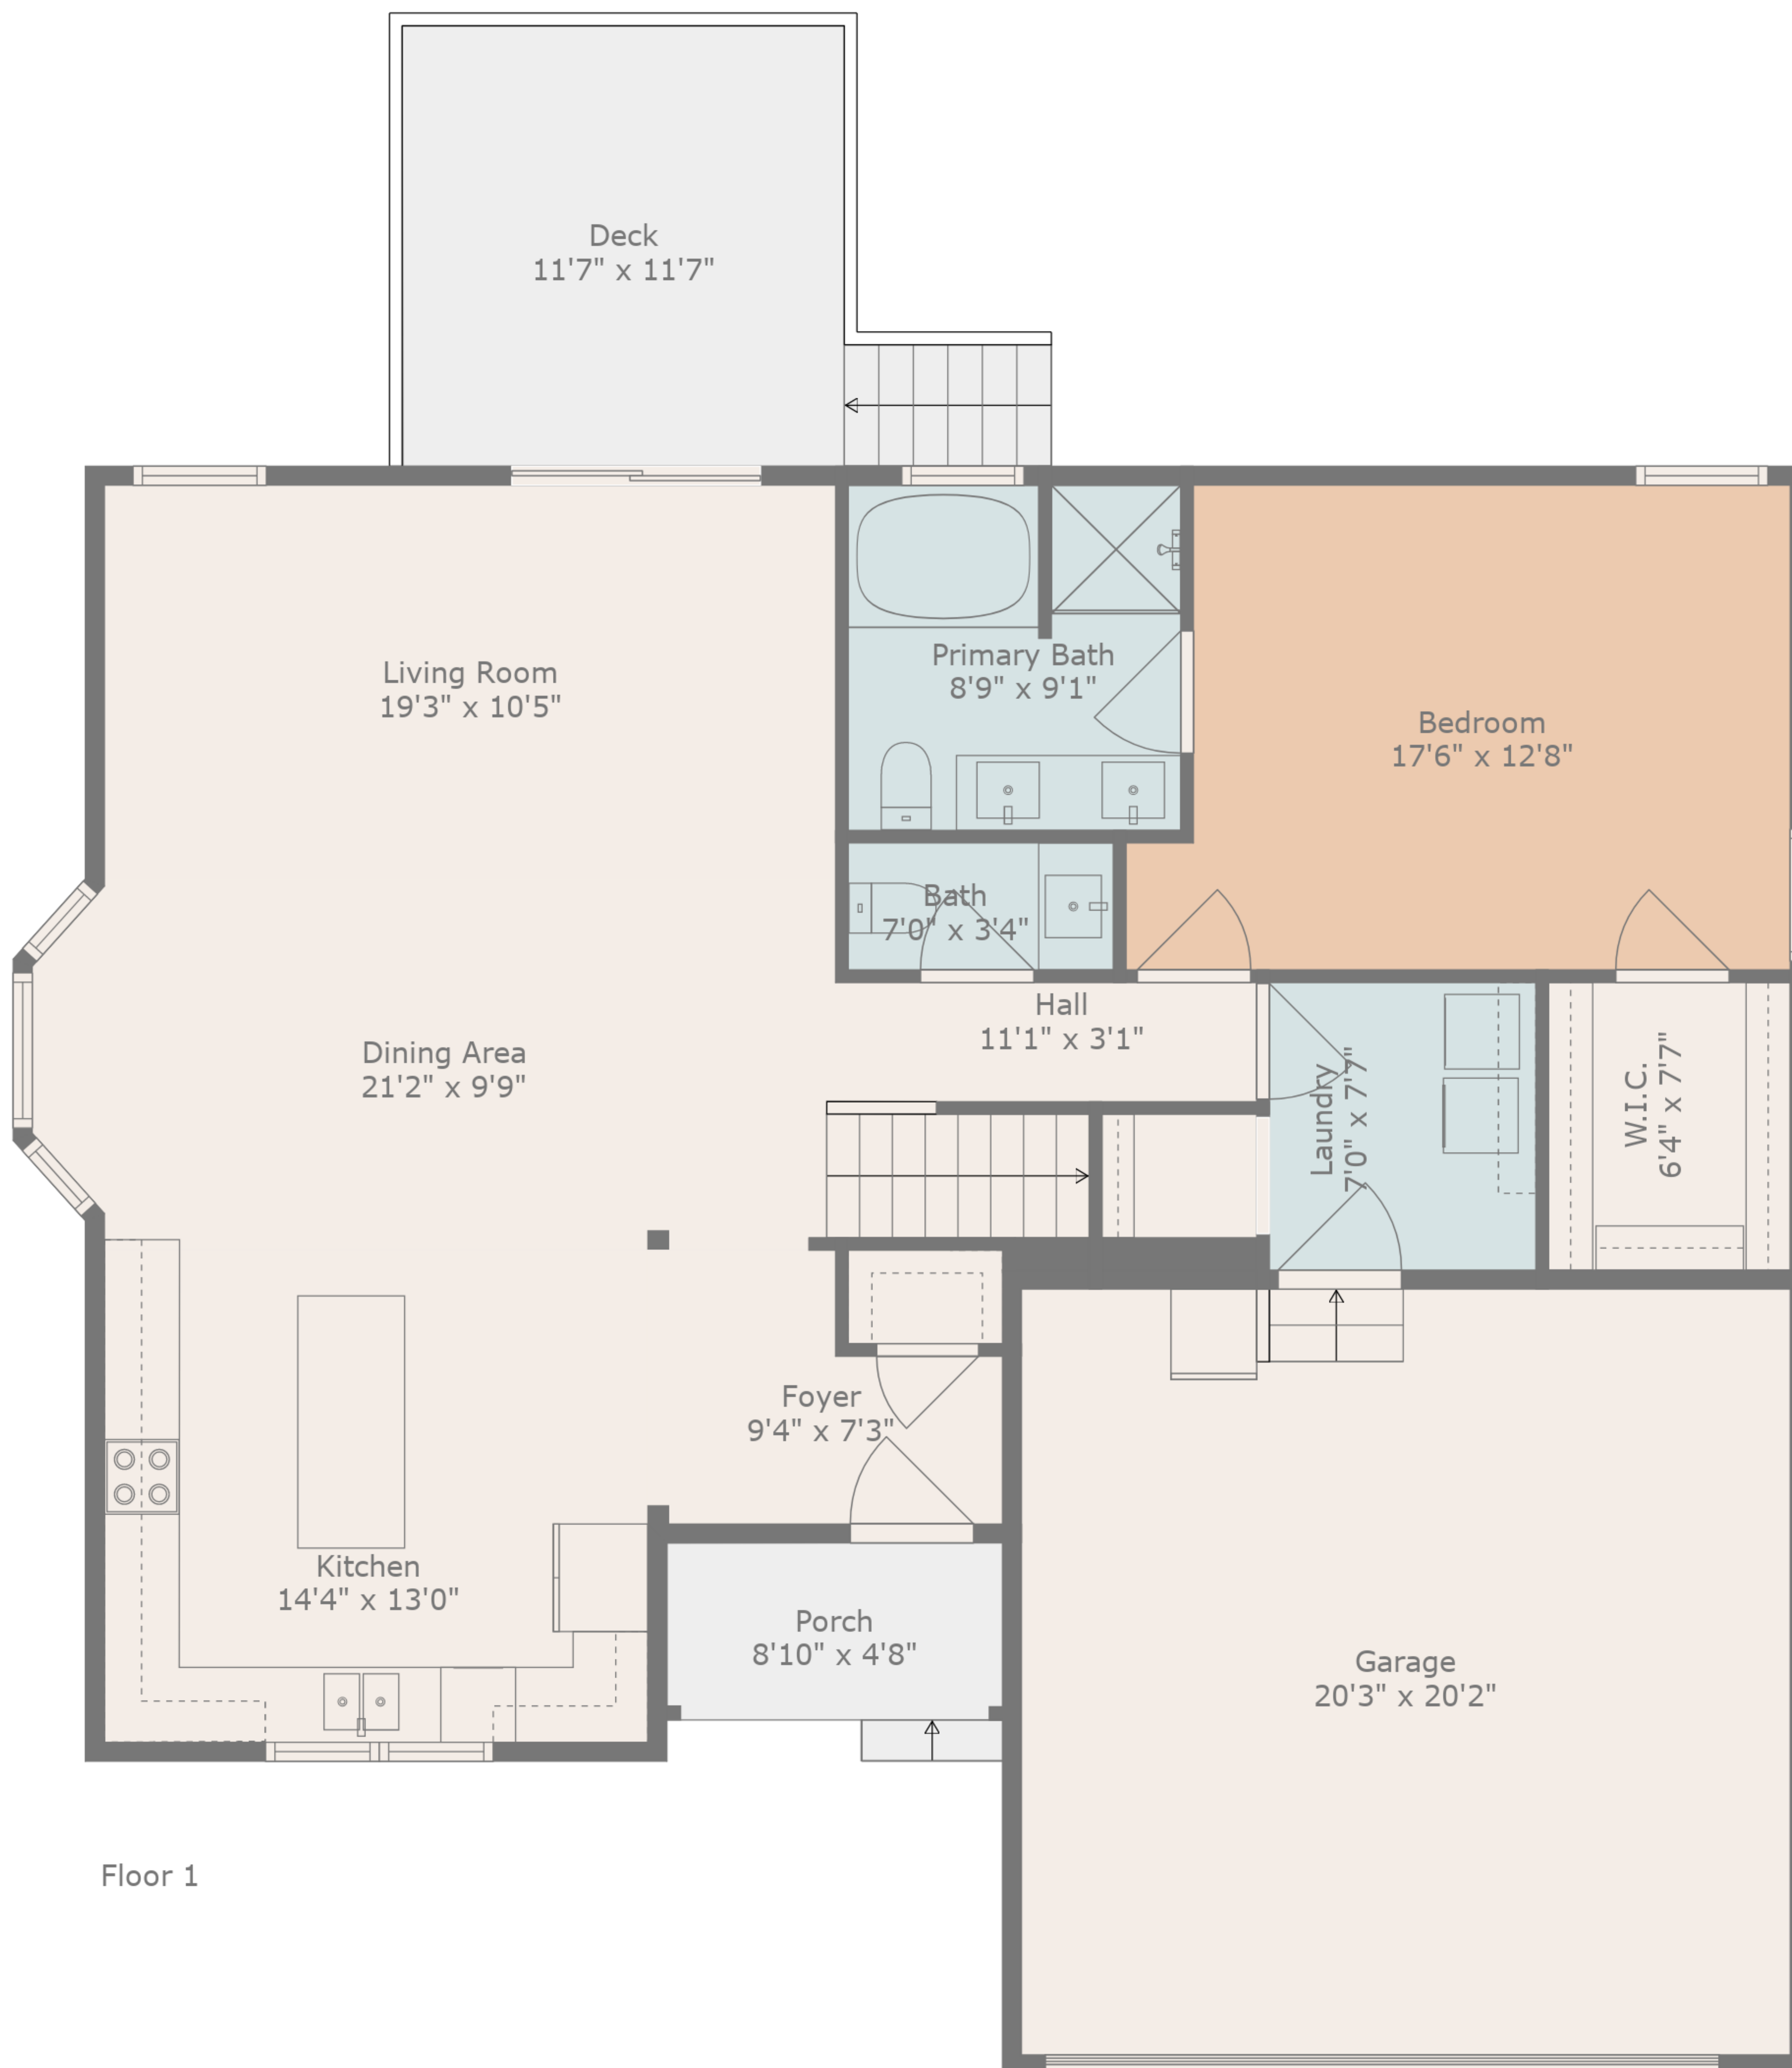 Deck
11'7" x 11'7"
Living Room
19'3" x 10'5"
Primary Bath
8'9" x 9'1"
Bedroom
17'6" x 12'8"
Bath
7'0" x 3'4"
Hall
11'1" x 3'1"
Dining Area
21'2" x 9'9"
Laundry
7'0" x 7'7"
W.I.C.
6'4" x 7'7"
Foyer
9'4" x 7'3"
Kitchen
14'4" x 13'0"
Porch
8'10" x 4'8"
Garage
20'3" x 20'2"
Floor 1